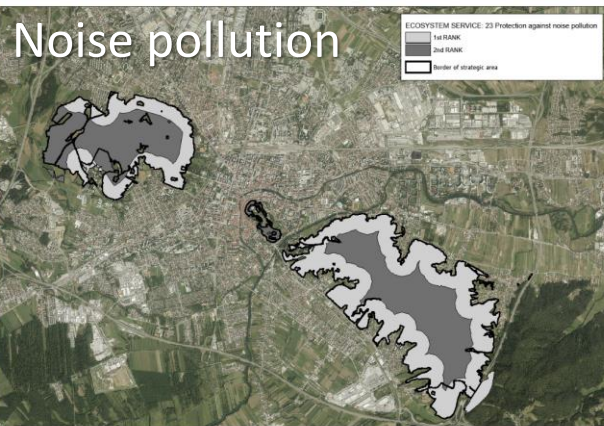 Noise pollution
ECOSYSTEM SERVICE: 23 Protection against noise pollution
1st RANK
2nd RANK
Border of strategic area